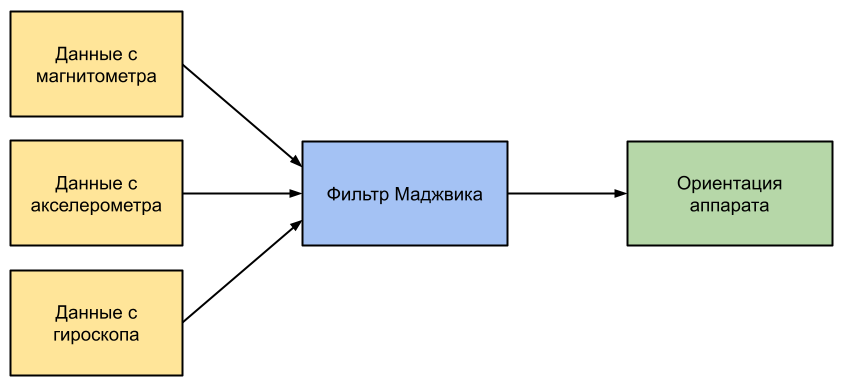 Данные с
магнитометра
Данные с
акселерометра
Фильтр Маджвика
Ориентация
аппарата
Данные с
гироскопа